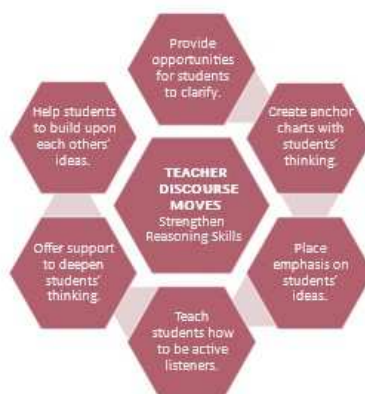 Provide
opportunities
for students
to clarify.
Help students
to build upon
each others'
ideas.
Create anchor
charts with
students'
thinking.
TEACHER
DISCOURSE
MOVES
Strengthen
Reasoning Skills
Offer support
to deepen
students'
thinking.
Place
emphasis on
students'
ideas.
Teach
students how
to be active
listeners.